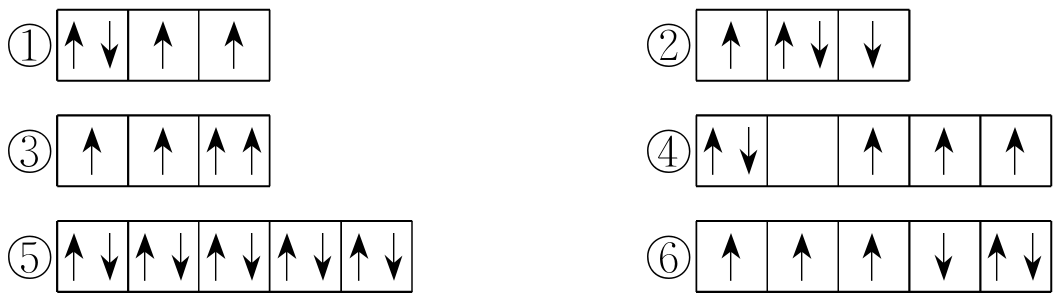 ① ②
③ ④
⑤ ⑥